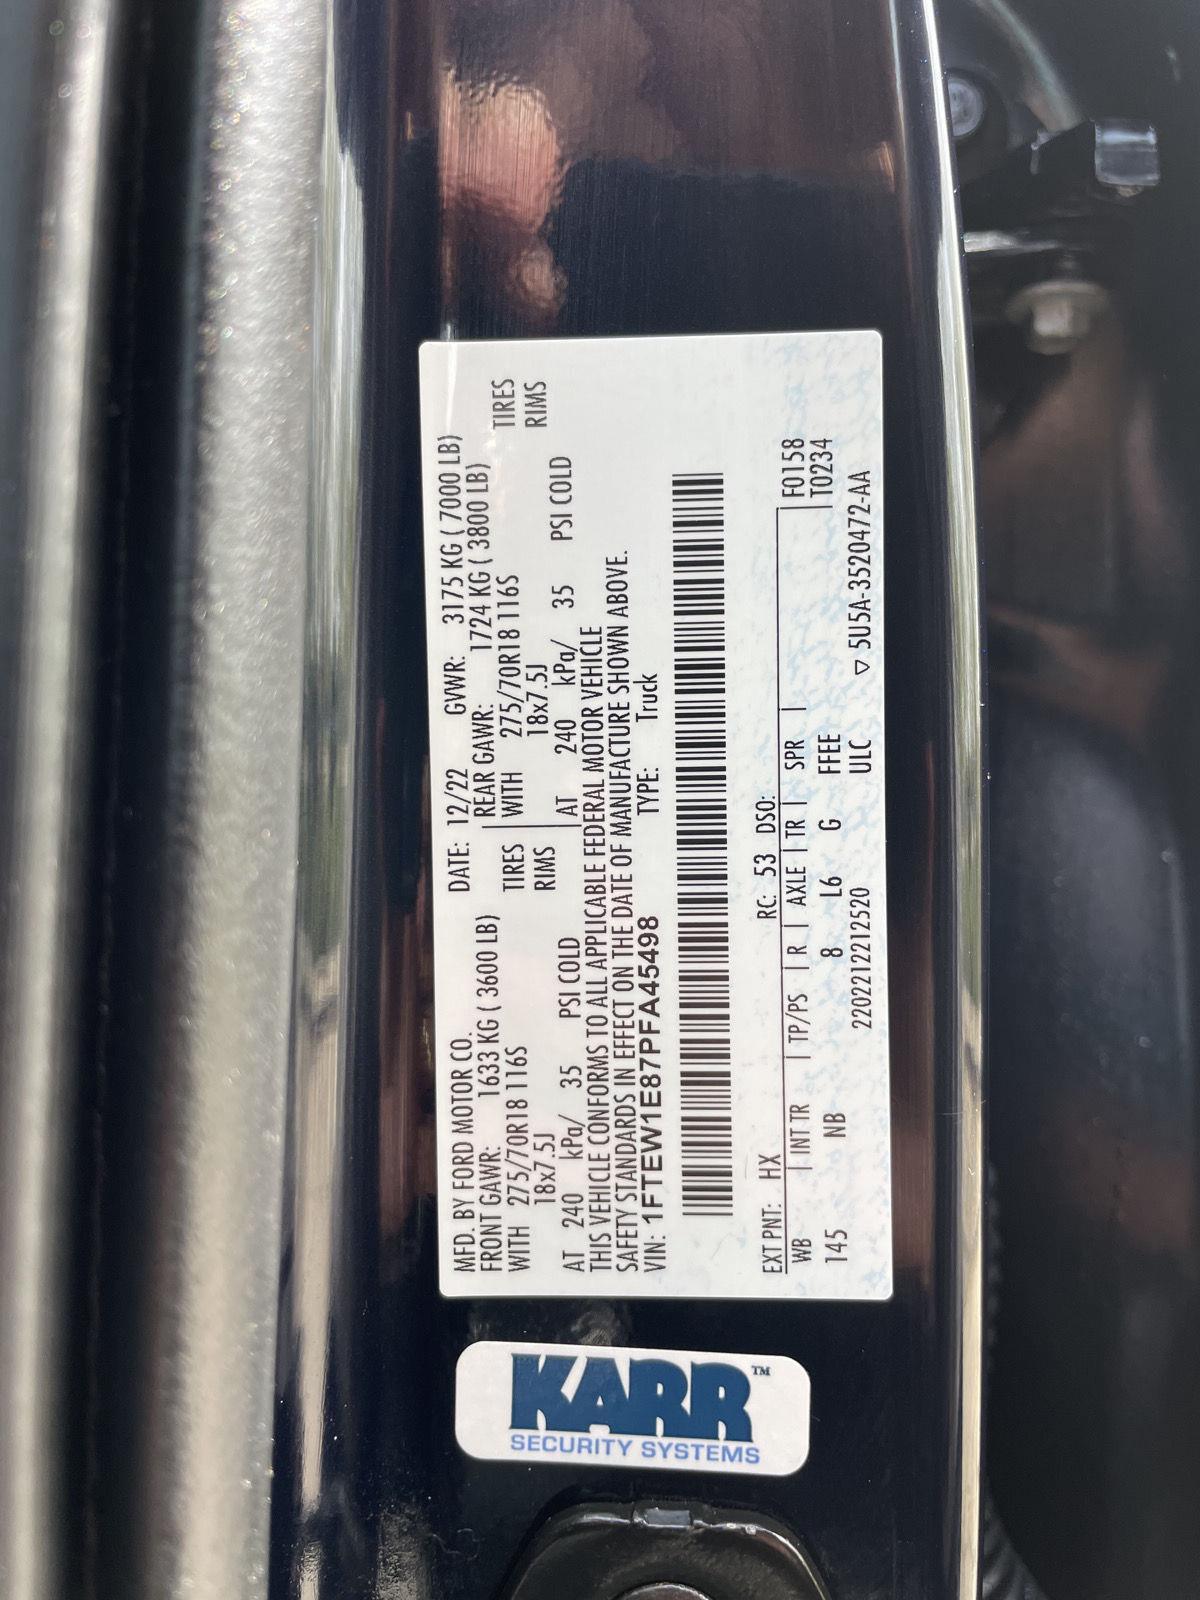 MFD. BY FORD MOTOR CO. DATE: 12/22 GVWR: 3175 KG ( 7000 LB)
FRONT GAWR: 1633 KG ( 3600 LB) REAR GAWR: 1724 KG ( 3800 LB)
WITH 275/70R18 116S TIRES WITH 275/70R18 116S TIRES
18x7.5J RIMS 18x7.5J RIMS
AT 240 kPa/ 35 PSI COLD AT 240 kPa/ 35 PSI COLD
THIS VEHICLE CONFORMS TO ALL APPLICABLE FEDERAL MOTOR VEHICLE
SAFETY STANDARDS IN EFFECT ON THE DATE OF MANUFACTURE SHOWN ABOVE.
VIN: 1FTEW1E87PFA45498 TYPE: Truck
EXT PNT: HX RC: 53 DSO:
WB | INT TR | TP/PS | R | AXLE | TR | SPR | F0158
145 NB 8 L6 G FFEE T0234
2202212212520 ULC ▽ 5U5A-3520472-AA
KARR™
SECURITY SYSTEMS